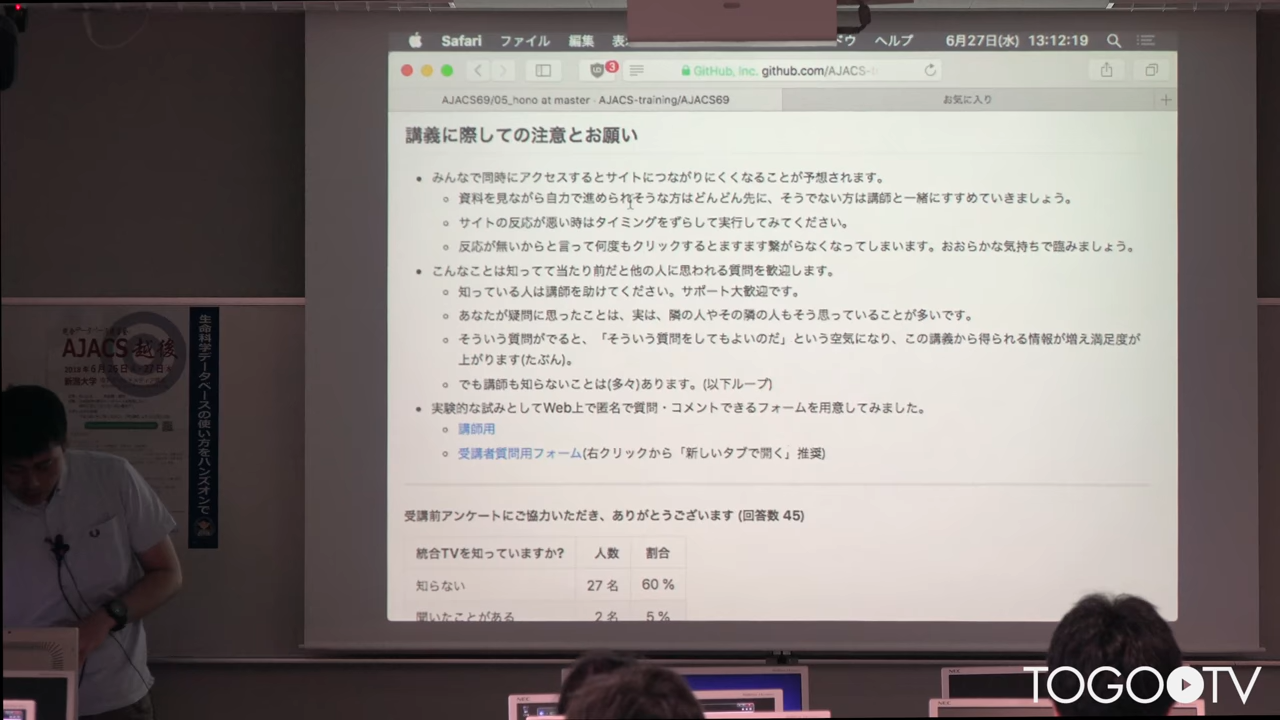 Safari ファイル 編集 ドウ ヘルプ 6月27日(水) 13:12:19
3 GitHub, Inc. github.com/AJACS-t
AJACS69/05_hono at master · AJACS-training/AJACS69 お気に入り
講義に際しての注意とお願い
みんなで同時にアクセスするとサイトにつながりにくくなることが予想されます。
資料を見ながら自力で進められそうな方はどんどん先に、そうでない方は講師と一緒にすすめていきましょう。
サイトの反応が悪い時はタイミングをずらして実行してみてください。
反応が無いからと言って何度もクリックするとますます繋がらなくなってしまいます。おおらかな気持ちで臨みましょう。
こんなことは知ってて当たり前だと他の人に思われる質問を歓迎します。
知っている人は講師を助けてください。サポート大歓迎です。
あなたが疑問に思ったことは、実は、隣の人やその隣の人もそう思っていることが多いです。
そういう質問がでると、「そういう質問をしてもよいのだ」という空気になり、この講義から得られる情報が増え満足度が
上がります(たぶん)。
でも講師も知らないことは(多々)あります。(以下ループ)
実験的な試みとしてWeb上で匿名で質問・コメントできるフォームを用意してみました。
講師用
受講者質問用フォーム(右クリックから「新しいタブで開く」推奨)
受講前アンケートにご協力いただき、ありがとうございます (回答数 45)
統合TVを知っていますか? 人数 割合
知らない 27 名 60 %
聞いたことがある 2 名 5 %
AJACS 越後
新潟大学
生命科学データベースの使い方をハンズオンで
NEC
NEC
NEC
TOGO TV